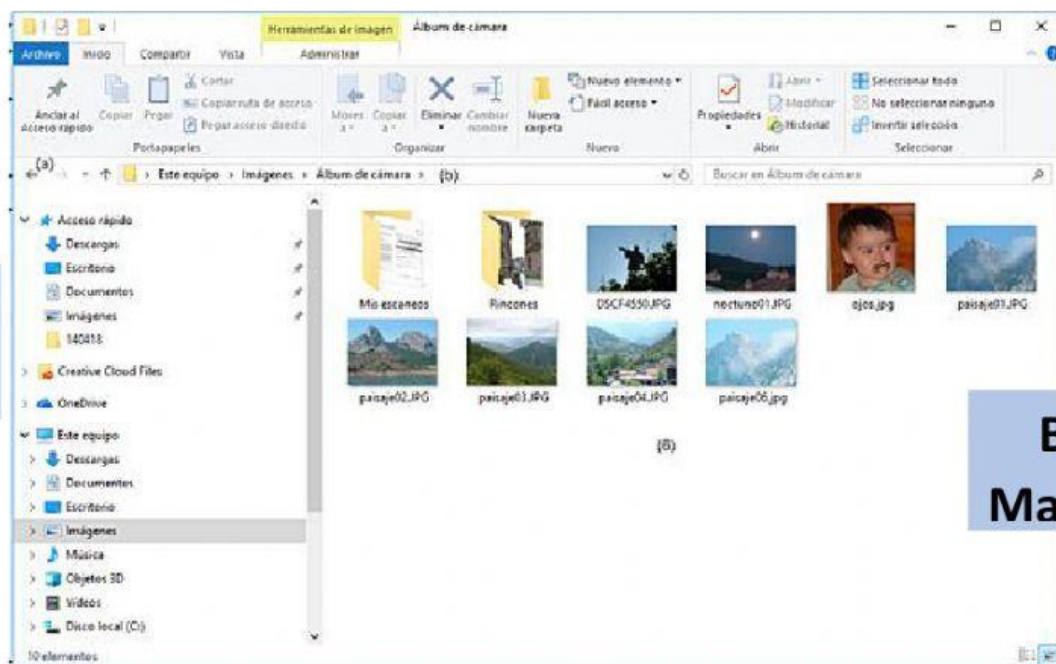 Herramientas de imagen Álbum de cámara
Archivo Inicio Compartir Vista Administrar
Anclar al Acceso rápido
Copiar
Pegar
Cortar
Copiar ruta de acceso
Pegar acceso directo
Portapapeles
Mover a
Copiar a
Eliminar
Cambiar nombre
Organizar
Nueva carpeta
Nuevo elemento
Fácil acceso
Nuevo
Propiedades
Abrir
Modificar
Historial
Abrir
Seleccionar todo
No seleccionar ninguno
Invertir selección
Seleccionar
(a)
Este equipo Imágenes Álbum de cámara (b)
Buscar en Álbum de cámara
Acceso rápido
Descargas
Escritorio
Documentos
Imágenes
140418
Creative Cloud Files
OneDrive
Este equipo
Descargas
Documentos
Escritorio
Imágenes
Música
Objetos 3D
Vídeos
Disco local (C:)
10 elementos
Mis escaneos
Rincones
DSCF4550.JPG
nocturno01.JPG
ojos.jpg
paisaje01.JPG
paisaje02.JPG
paisaje03.JPG
paisaje04.JPG
(6)